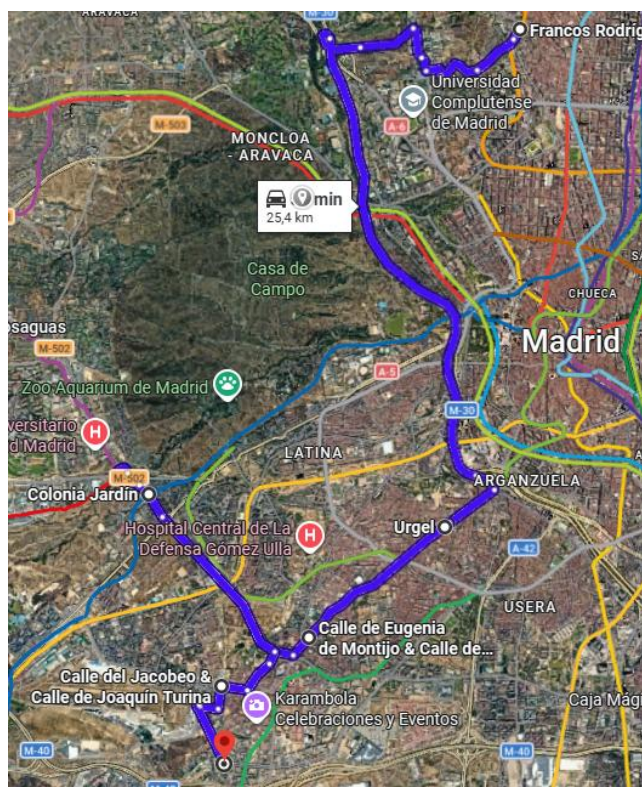 ARAVACA
M-30
Francos Rodríg
Universidad
Complutense
de Madrid
A-6
M-503
MONCLOA
- ARAVACA
min
25,4 km
Casa de
Campo
CHUECA
Madrid
osaguas
M-502
Zoo Aquarium de Madrid
A-5
M-30
versitario
d Madrid
H
LATINA
M-502
ARGANZUELA
Colonia Jardín
Urgel
Hospital Central de La
Defensa Gómez Ulla
H
A-42
USERA
Calle de Eugenia
de Montijo & Calle de...
Calle del Jacobeo &
Calle de Joaquín Turina
Karambola
Celebraciones y Eventos
Caja Mág
M-40
M-40